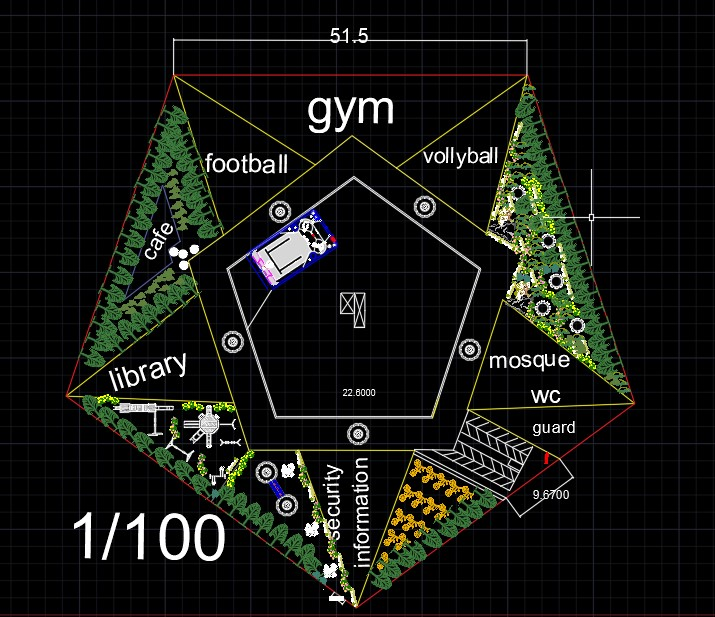 51.5
gym
football
vollyball
cafe
mosque
library
wc
22.6000
guard
security
information
9.6700
1/100